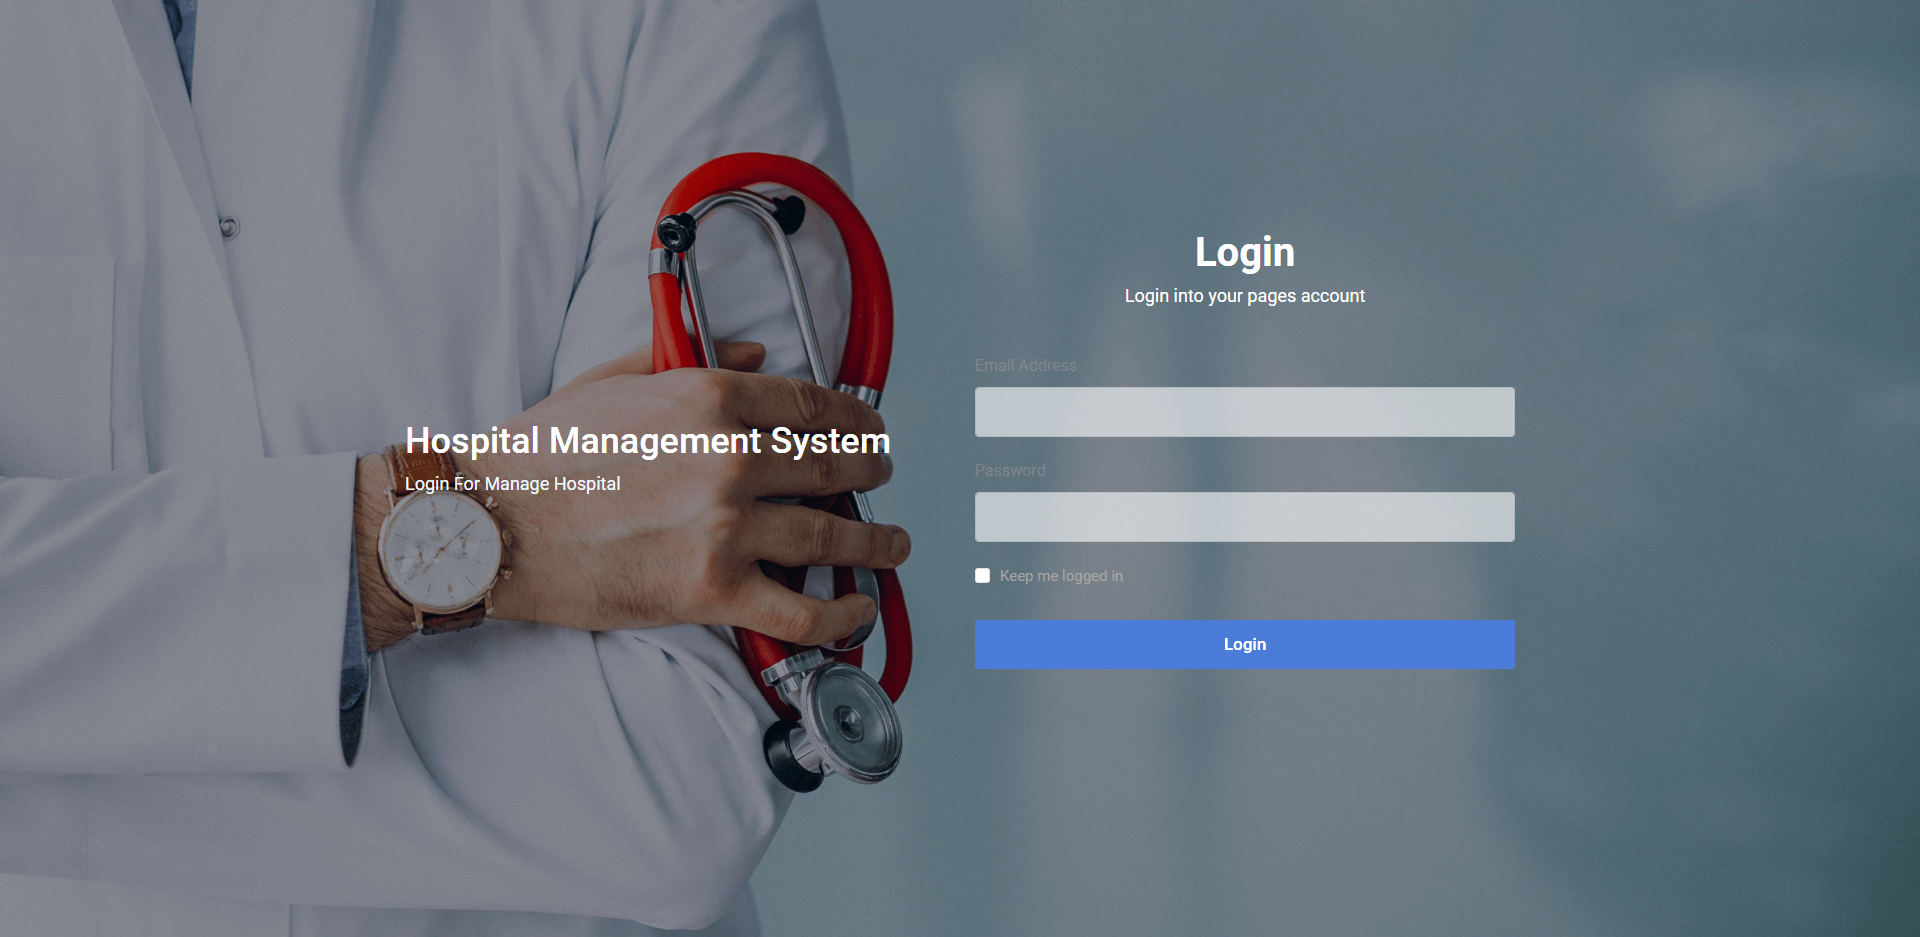 Hospital Management System
Login For Manage Hospital
Login
Login into your pages account
Email Address
Password
Keep me logged in
Login